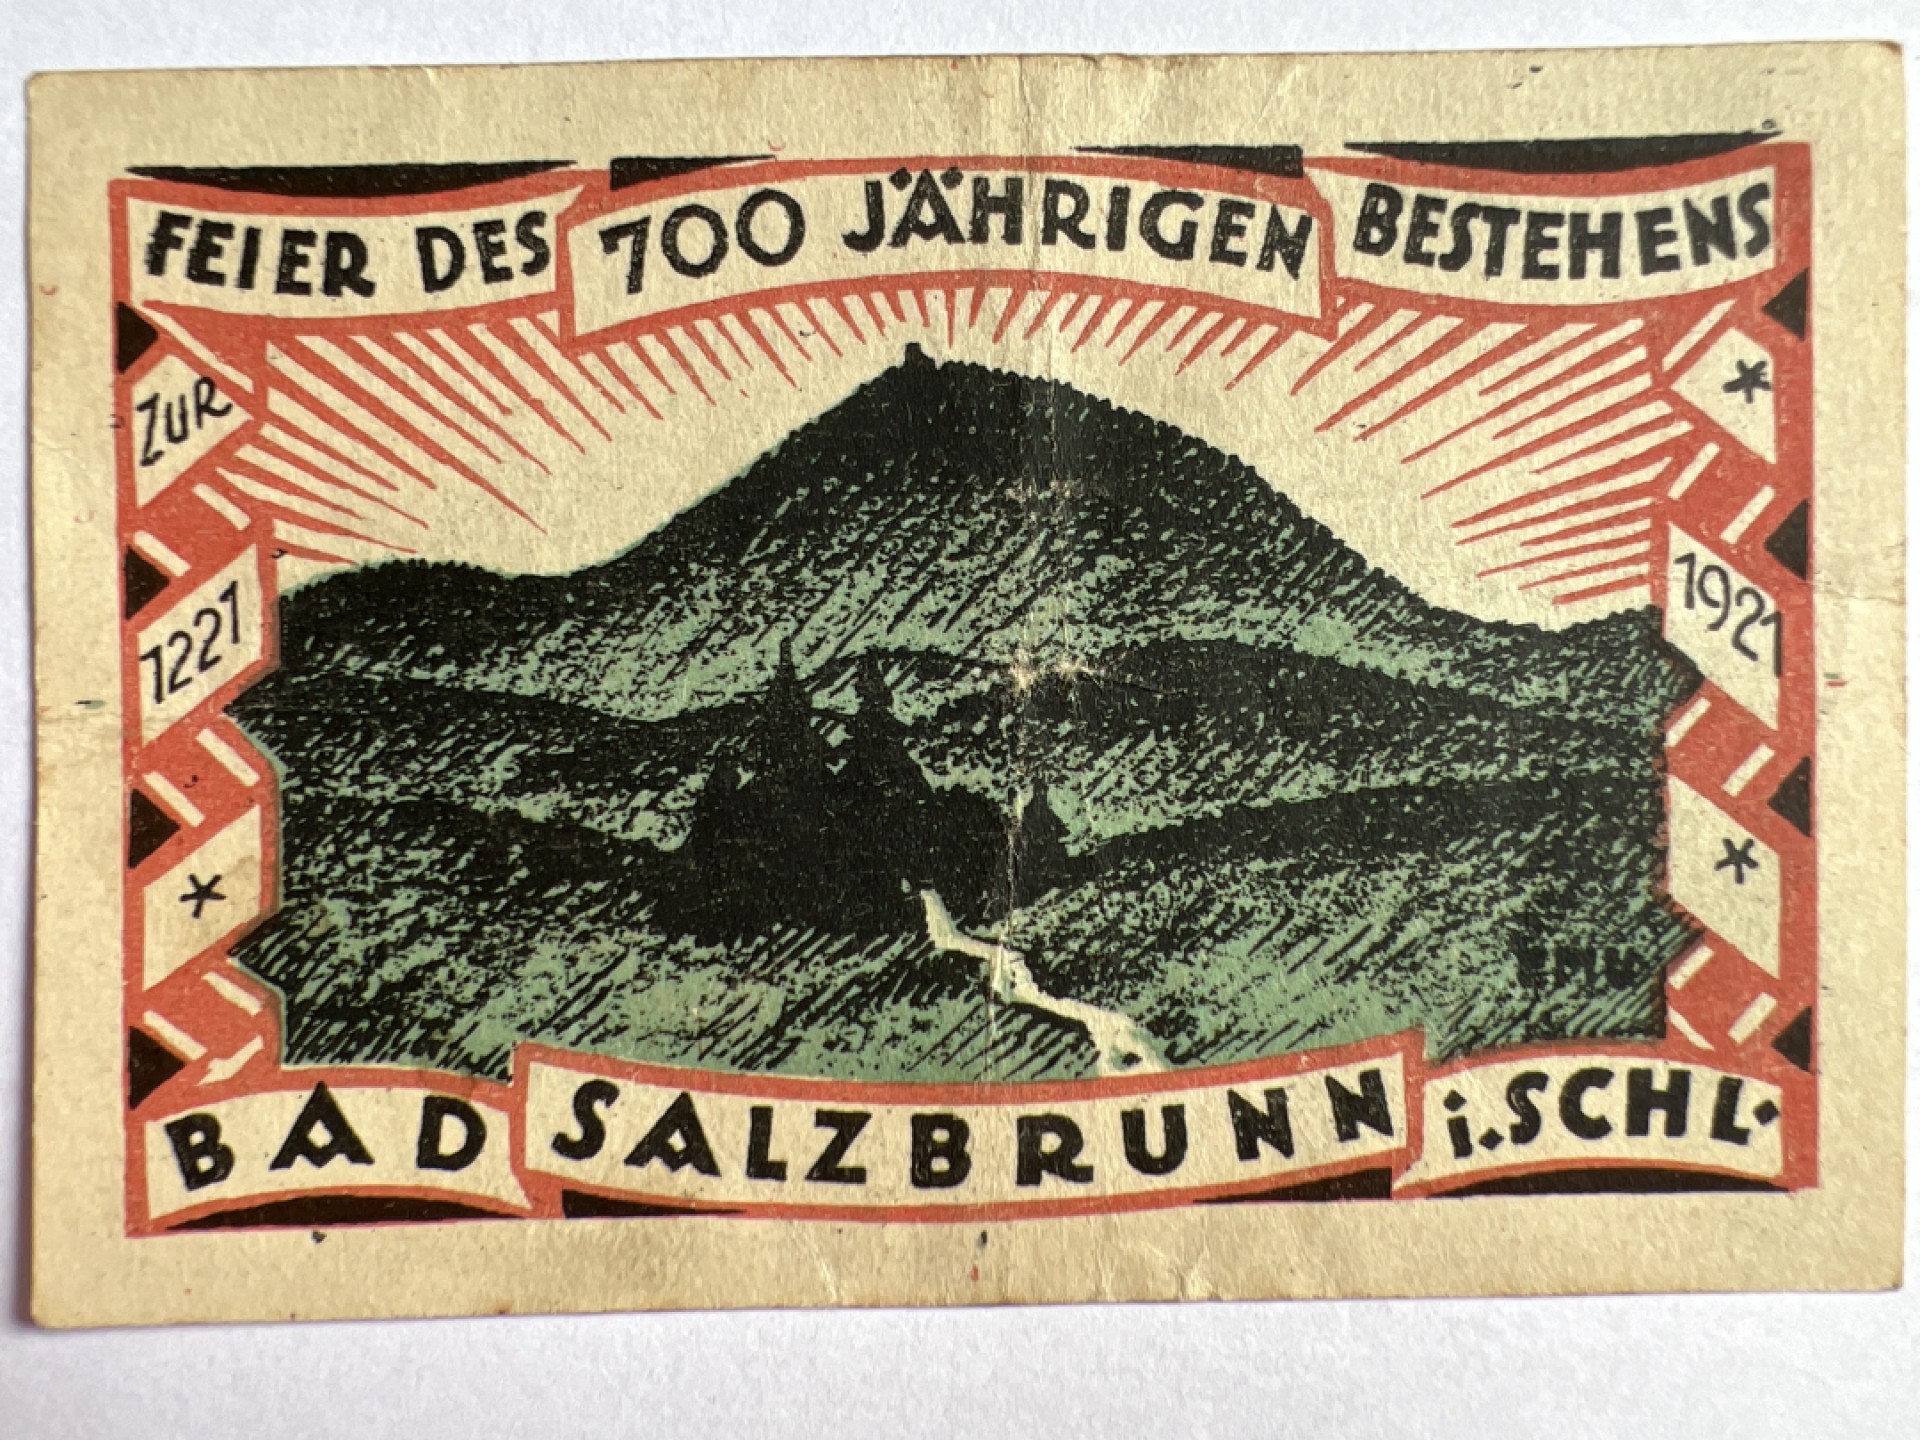 ZUR
FEIER DES 700 JÄHRIGEN BESTEHENS
1221
1921
BAD SALZBRUNN i.SCHL.